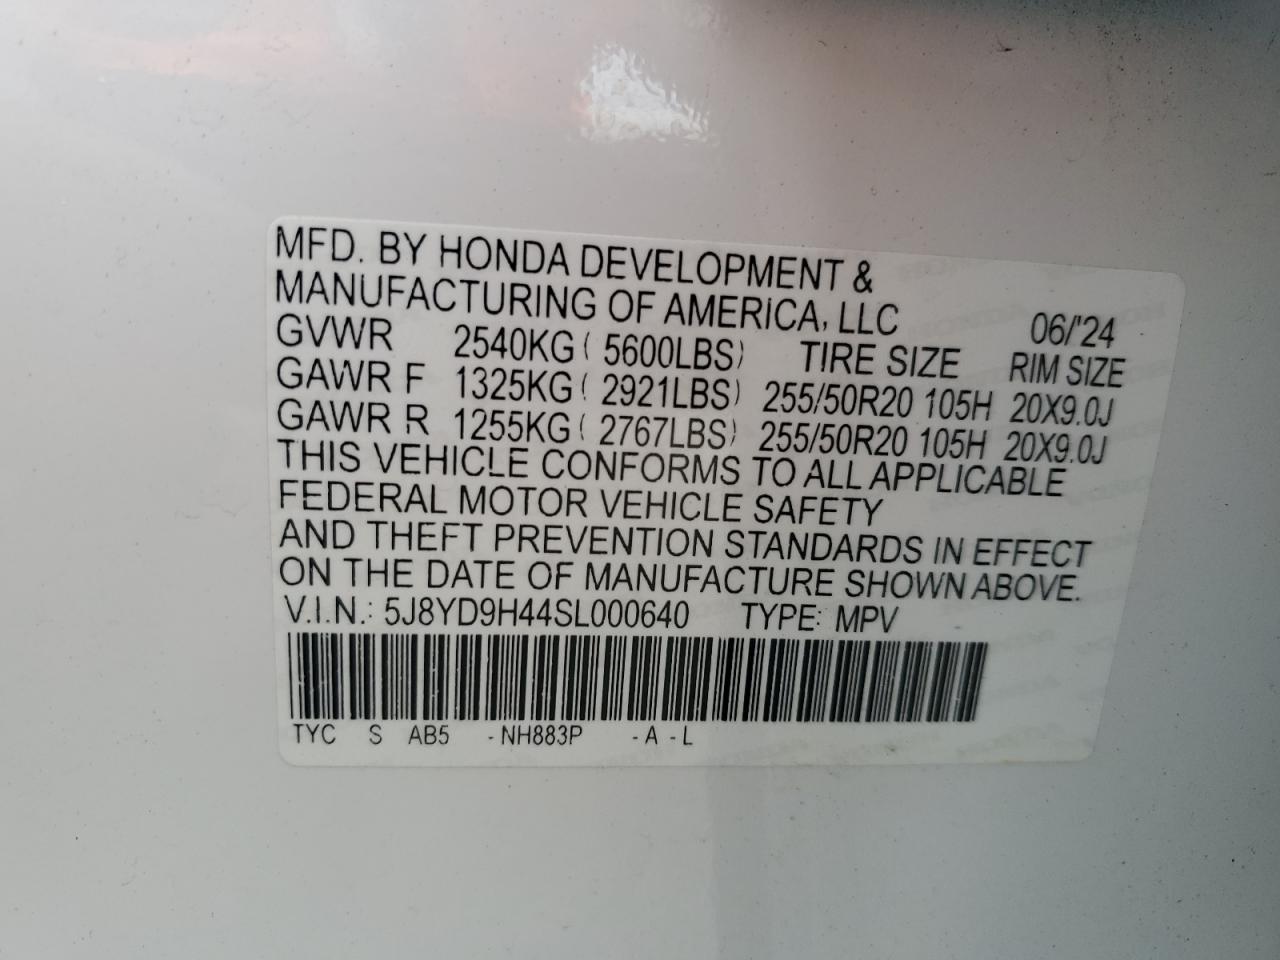 MFD. BY HONDA DEVELOPMENT &
MANUFACTURING OF AMERICA, LLC 06/'24
GVWR 2540KG ( 5600LBS) TIRE SIZE RIM SIZE
GAWR F 1325KG ( 2921LBS) 255/50R20 105H 20X9.0J
GAWR R 1255KG ( 2767LBS) 255/50R20 105H 20X9.0J
THIS VEHICLE CONFORMS TO ALL APPLICABLE
FEDERAL MOTOR VEHICLE SAFETY
AND THEFT PREVENTION STANDARDS IN EFFECT
ON THE DATE OF MANUFACTURE SHOWN ABOVE.
V.I.N.: 5J8YD9H44SL000640 TYPE: MPV
TYC S AB5 -NH883P -A -L